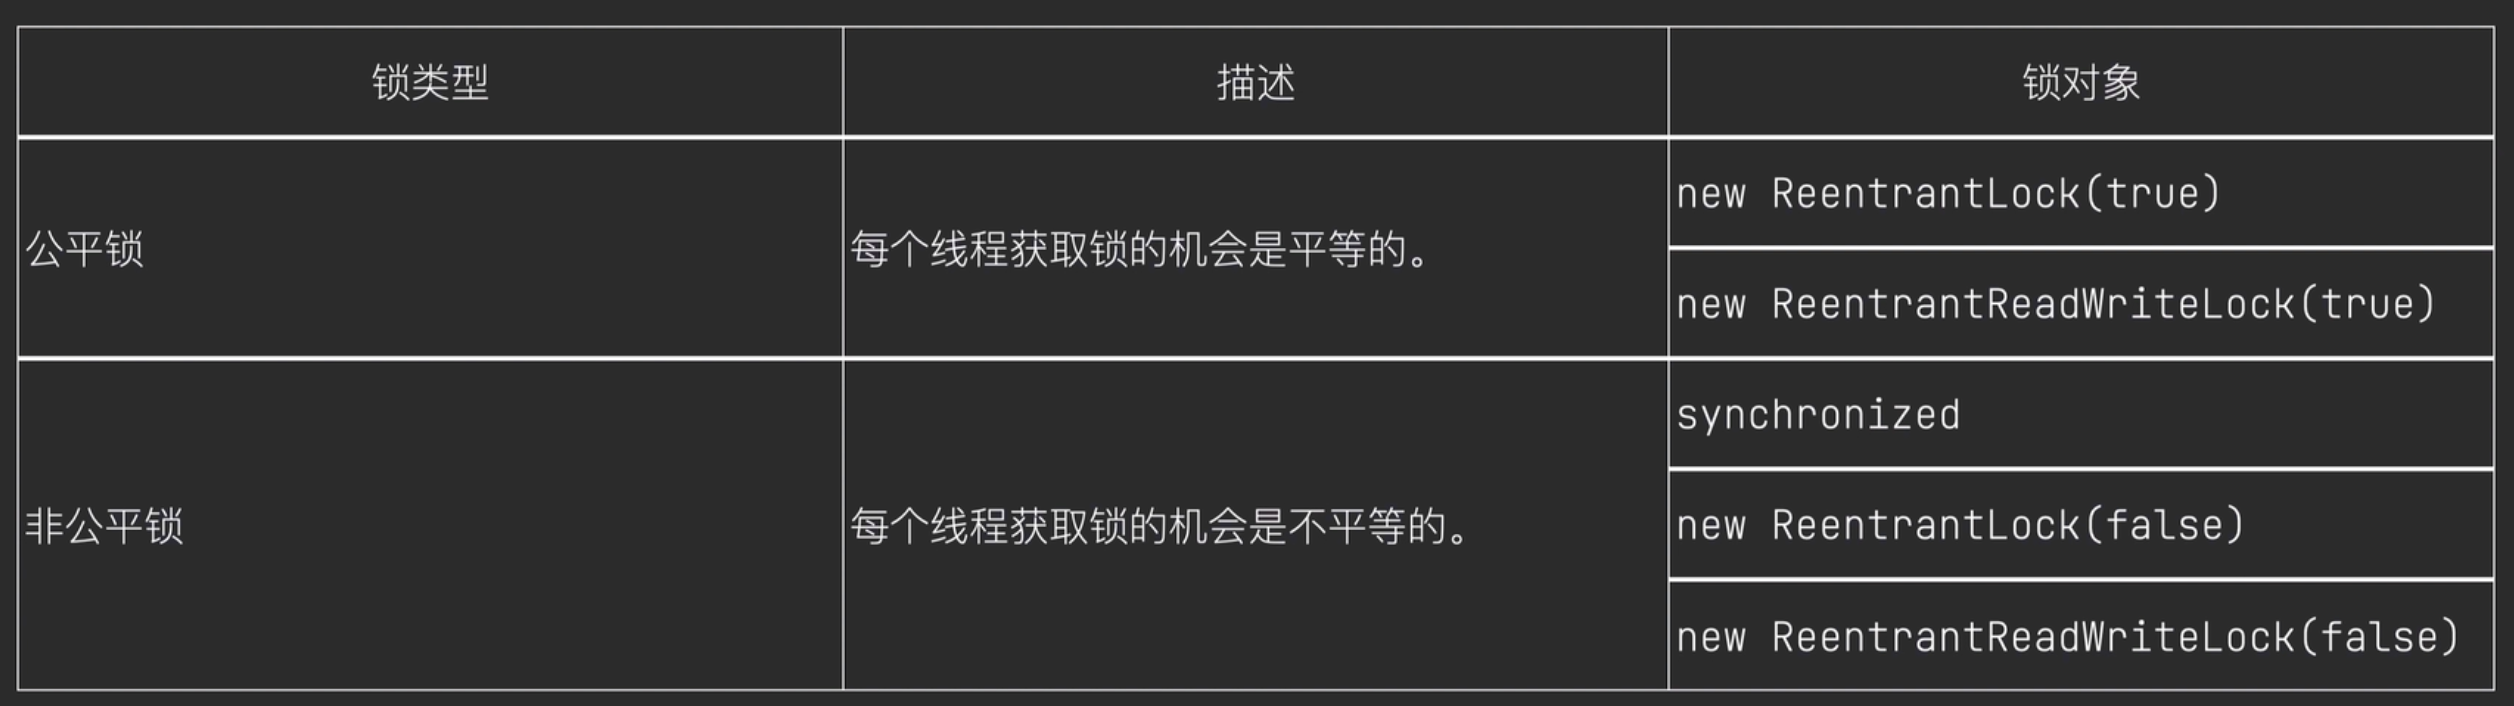 锁类型
描述
锁对象
公平锁
每个线程获取锁的机会是平等的。
new ReentrantLock(true)
new ReentrantReadWriteLock(true)
非公平锁
每个线程获取锁的机会是不平等的。
synchronized
new ReentrantLock(false)
new ReentrantReadWriteLock(false)